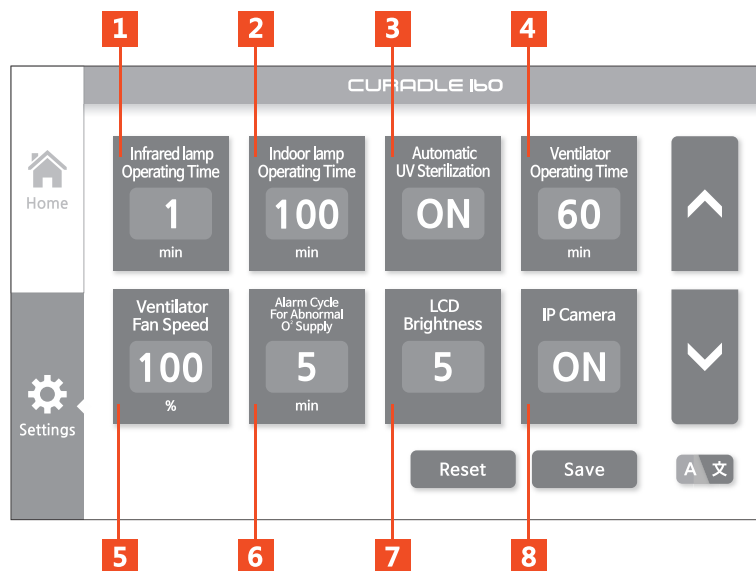 1 2 3 4
CURADLE 160
Home
Infrared lamp
Operating Time
1
min
Indoor lamp
Operating Time
100
min
Automatic
UV Sterilization
ON
Ventilator
Operating Time
60
min
Ventilator
Fan Speed
100
%
Alarm Cycle
For Abnormal
O² Supply
5
min
LCD
Brightness
5
IP Camera
ON
Settings
Reset Save A 文
5 6 7 8